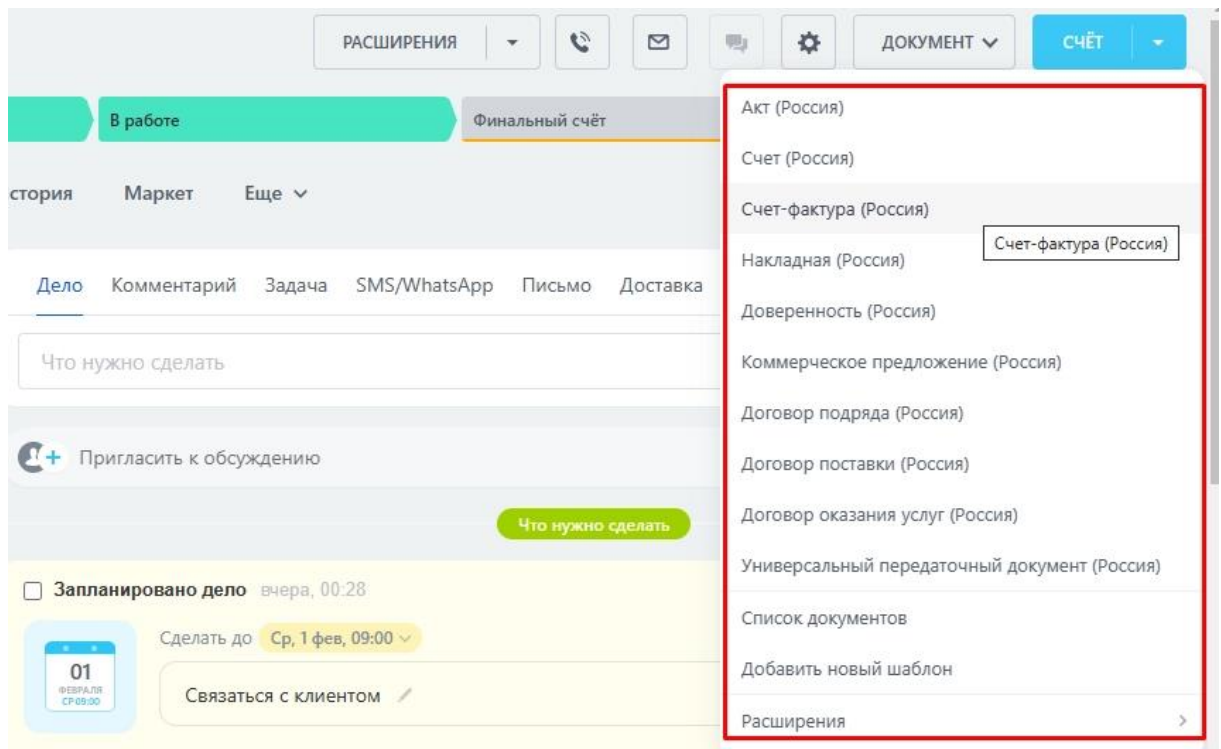 РАСШИРЕНИЯ
ДОКУМЕНТ
СЧЁТ
В работе
Финальный счёт
стория
Маркет
Еще
Дело
Комментарий
Задача
SMS/WhatsApp
Письмо
Доставка
Что нужно сделать
Пригласить к обсуждению
Что нужно сделать
Запланировано дело вчера, 00:28
Сделать до Ср, 1 фев, 09:00
01
ФЕВРАЛЯ
СР 09:00
Связаться с клиентом
Акт (Россия)
Счет (Россия)
Счет-фактура (Россия)
Счет-фактура (Россия)
Накладная (Россия)
Доверенность (Россия)
Коммерческое предложение (Россия)
Договор подряда (Россия)
Договор поставки (Россия)
Договор оказания услуг (Россия)
Универсальный передаточный документ (Россия)
Список документов
Добавить новый шаблон
Расширения